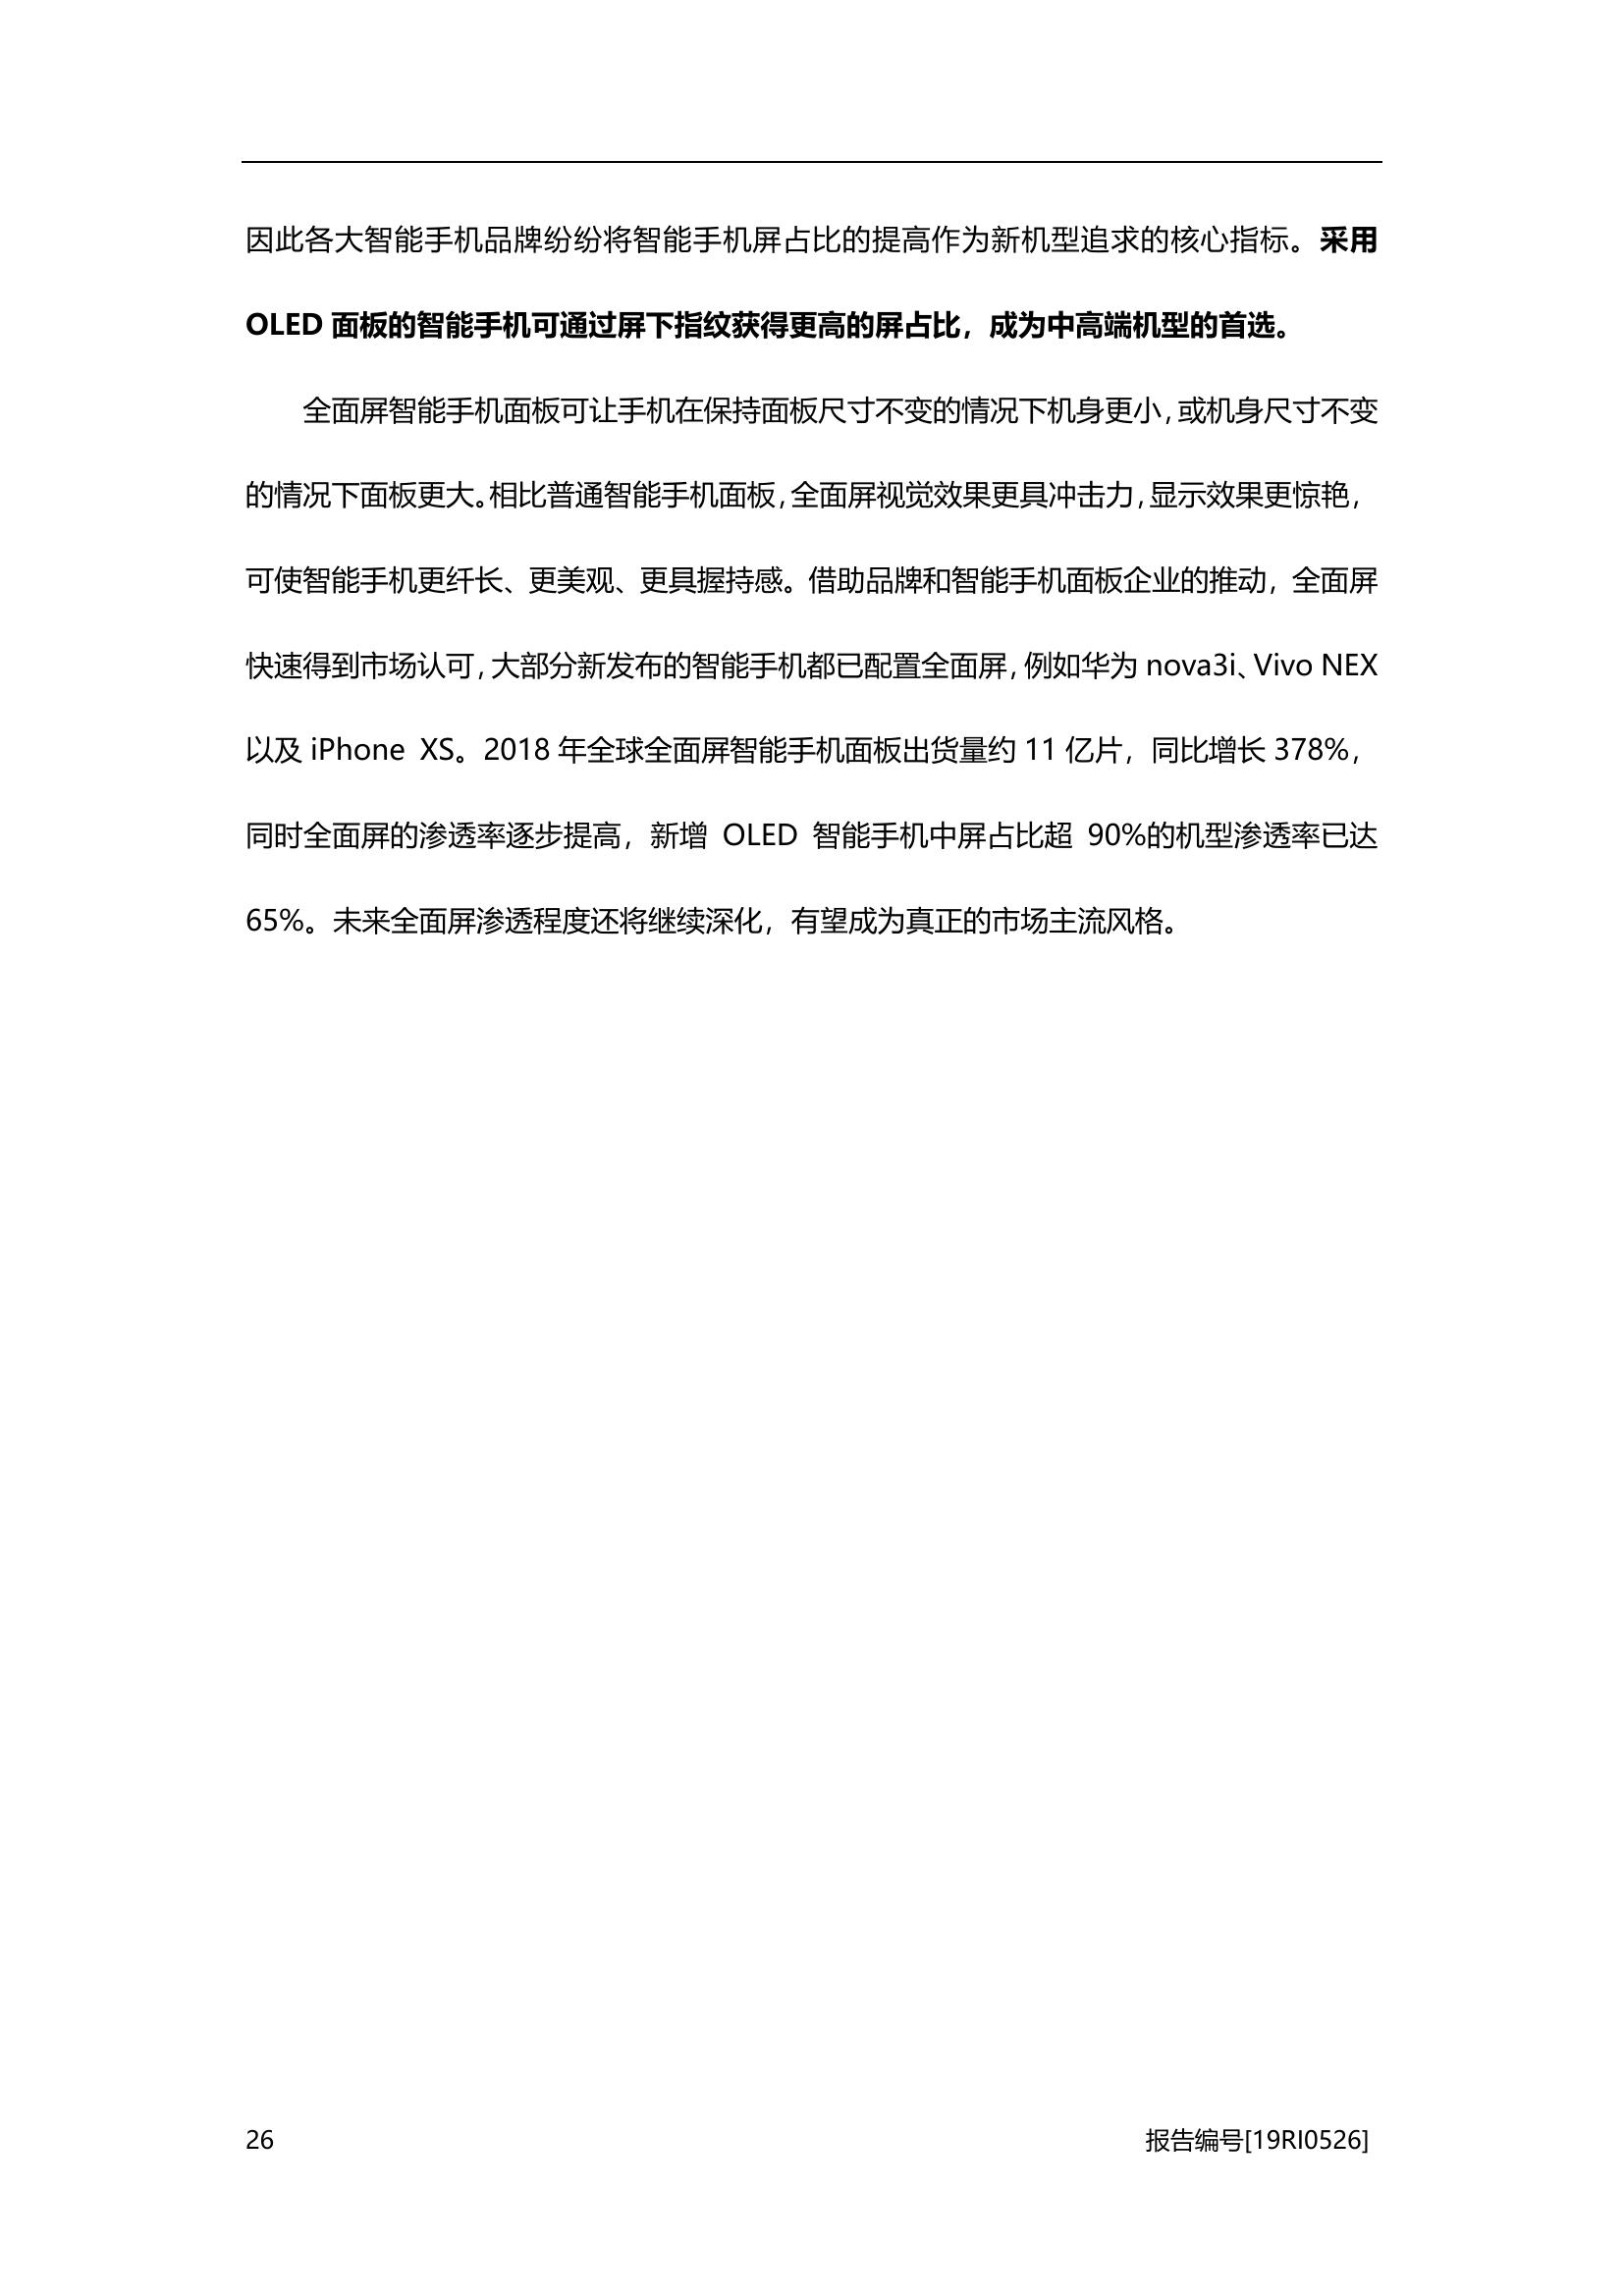 因此各大智能手机品牌纷纷将智能手机屏占比的提高作为新机型追求的核心指标。采用
OLED 面板的智能手机可通过屏下指纹获得更高的屏占比，成为中高端机型的首选。
全面屏智能手机面板可让手机在保持面板尺寸不变的情况下机身更小，或机身尺寸不变
的情况下面板更大。相比普通智能手机面板，全面屏视觉效果更具冲击力，显示效果更惊艳，
可使智能手机更纤长、更美观、更具握持感。借助品牌和智能手机面板企业的推动，全面屏
快速得到市场认可，大部分新发布的智能手机都已配置全面屏，例如华为 nova3i、Vivo NEX
以及 iPhone XS。2018 年全球全面屏智能手机面板出货量约 11 亿片，同比增长 378%，
同时全面屏的渗透率逐步提高，新增 OLED 智能手机中屏占比超 90%的机型渗透率已达
65%。未来全面屏渗透程度还将继续深化，有望成为真正的市场主流风格。
26
报告编号[19RI0526]